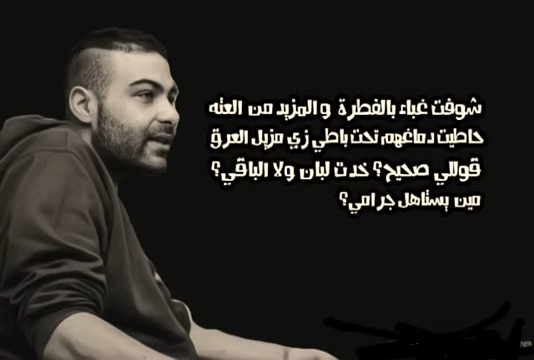 شوفت غباء بالفطرة و المزيد من العته
حاطيت دماغهم تحت باطي زي مزيل العرق
قوللي صحيح؟ خدت لبان ولا الباقي؟
مين يستاهل جرامي؟